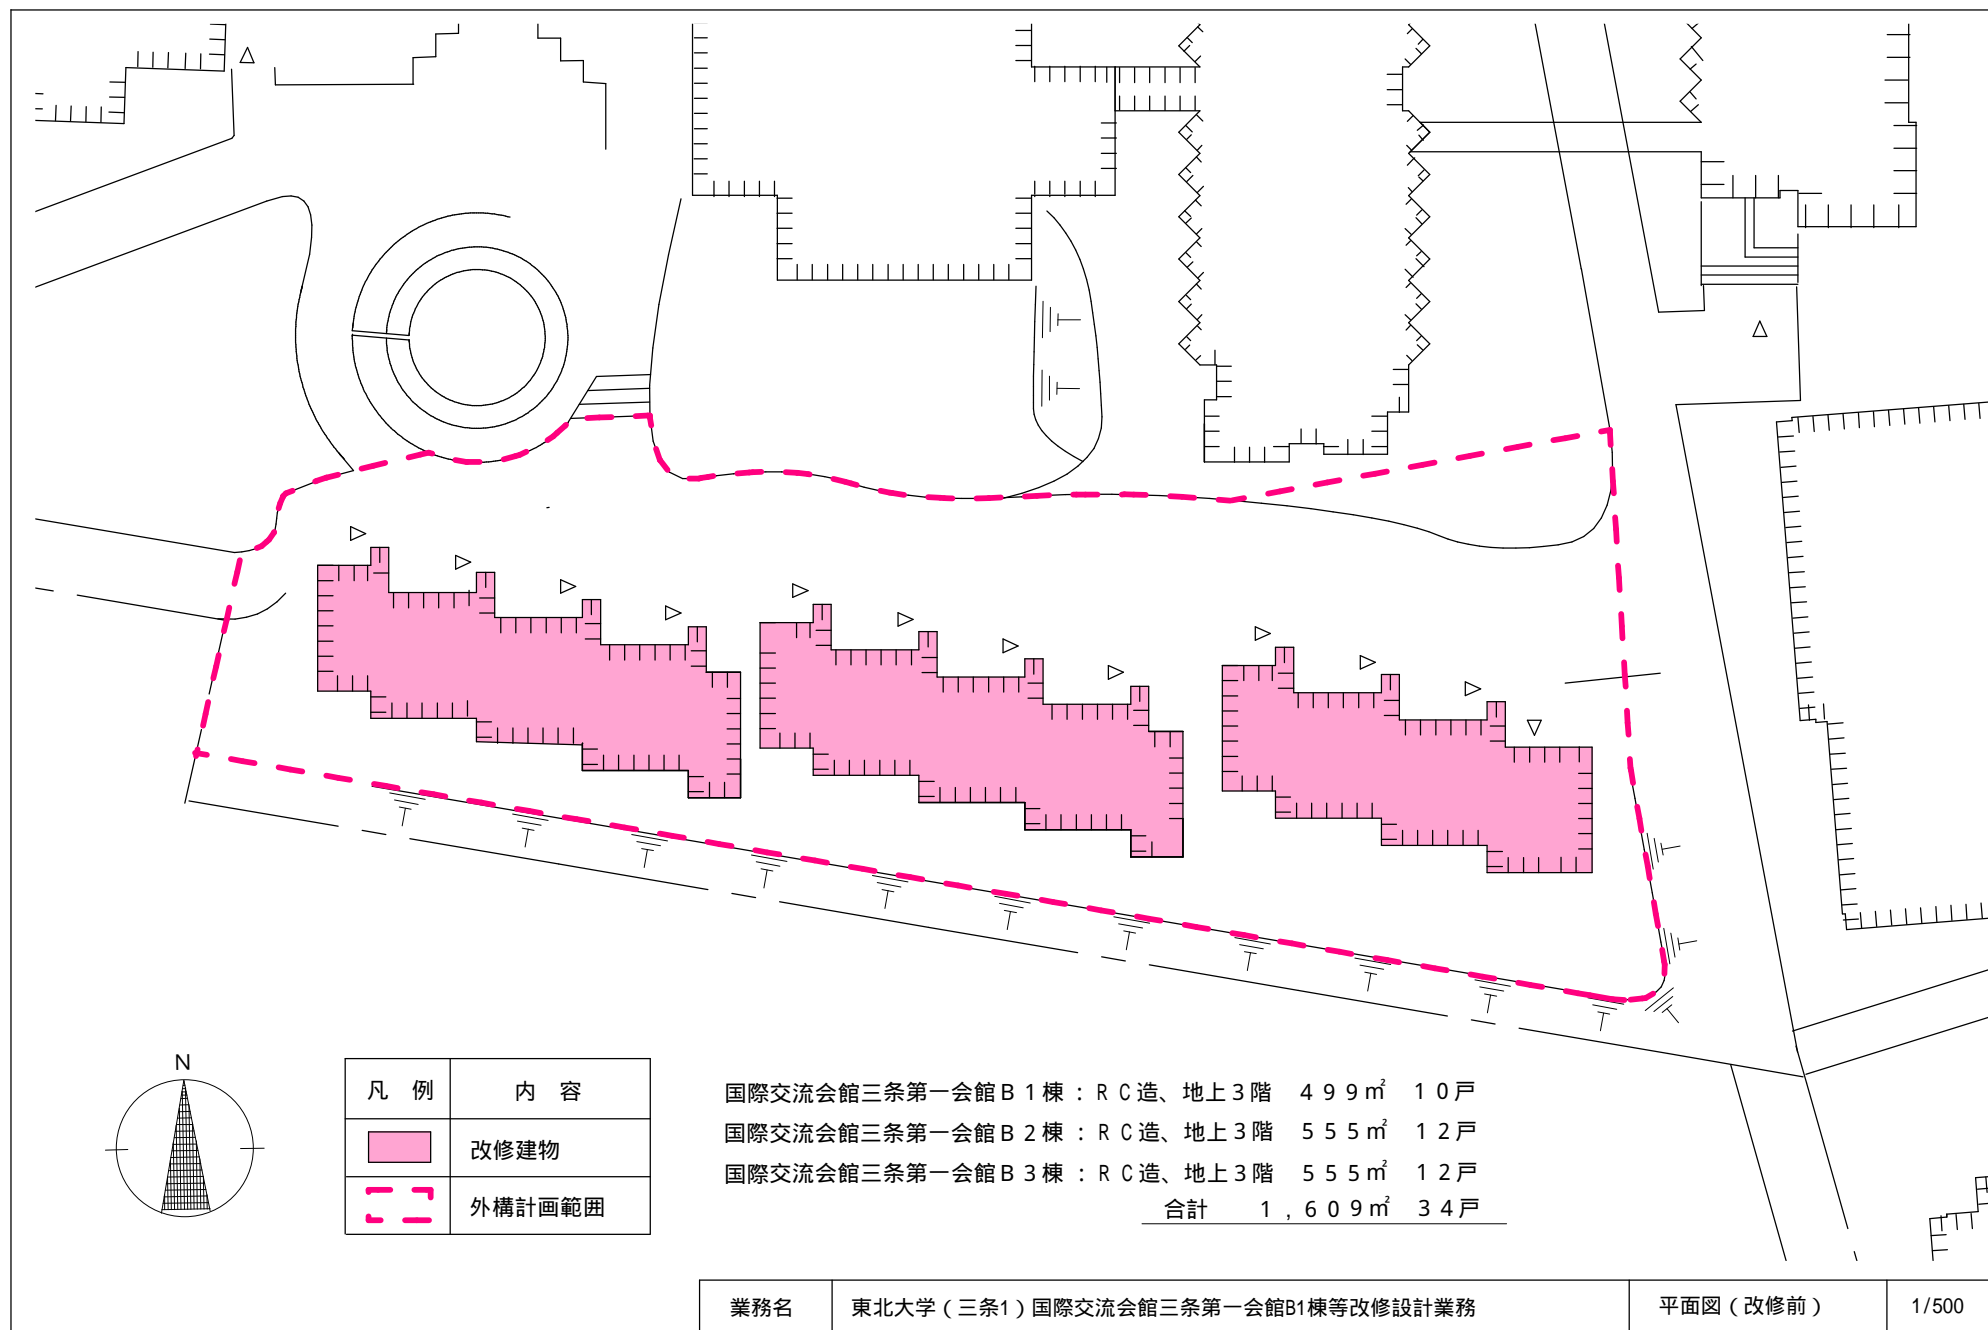 N
凡 例 内 容
改修建物
外構計画範囲
国際交流会館三条第一会館B1棟：RC造、地上3階 499㎡ 10戸
国際交流会館三条第一会館B2棟：RC造、地上3階 555㎡ 12戸
国際交流会館三条第一会館B3棟：RC造、地上3階 555㎡ 12戸
合計 1,609㎡ 34戸
業務名 東北大学（三条1）国際交流会館三条第一会館B1棟等改修設計業務 平面図（改修前） 1/500